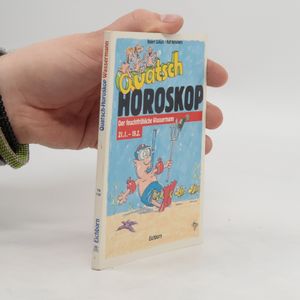 Quatsch
HOROSKOP
Der feuchtfröhliche Wassermann
21.1. - 19.2.
Eichborn
Quatsch-Horoskop Wassermann
Eichborn